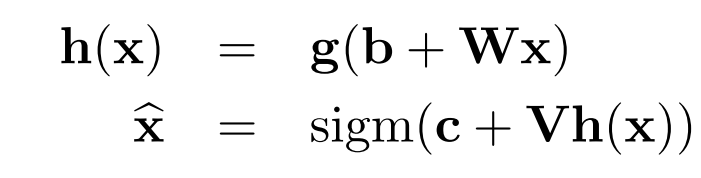 h(x) = g(b + Wx)
x̂ = sigm(c + Vh(x))